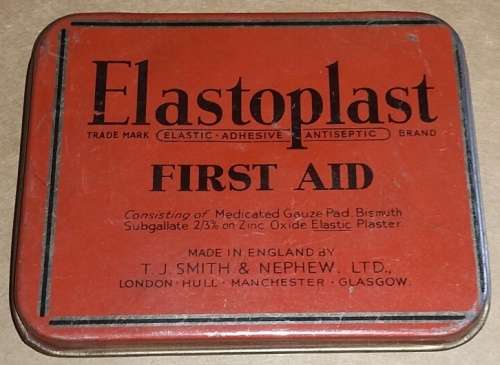 Elastoplast
TRADE MARK ELASTIC · ADHESIVE ANTISEPTIC BRAND
FIRST AID
Consisting of Medicated Gauze Pad. Bismuth
Subgallate 2/3% on Zinc Oxide Elastic Plaster
MADE IN ENGLAND BY
T. J. SMITH & NEPHEW. LTD.,
LONDON · HULL · MANCHESTER · GLASGOW.